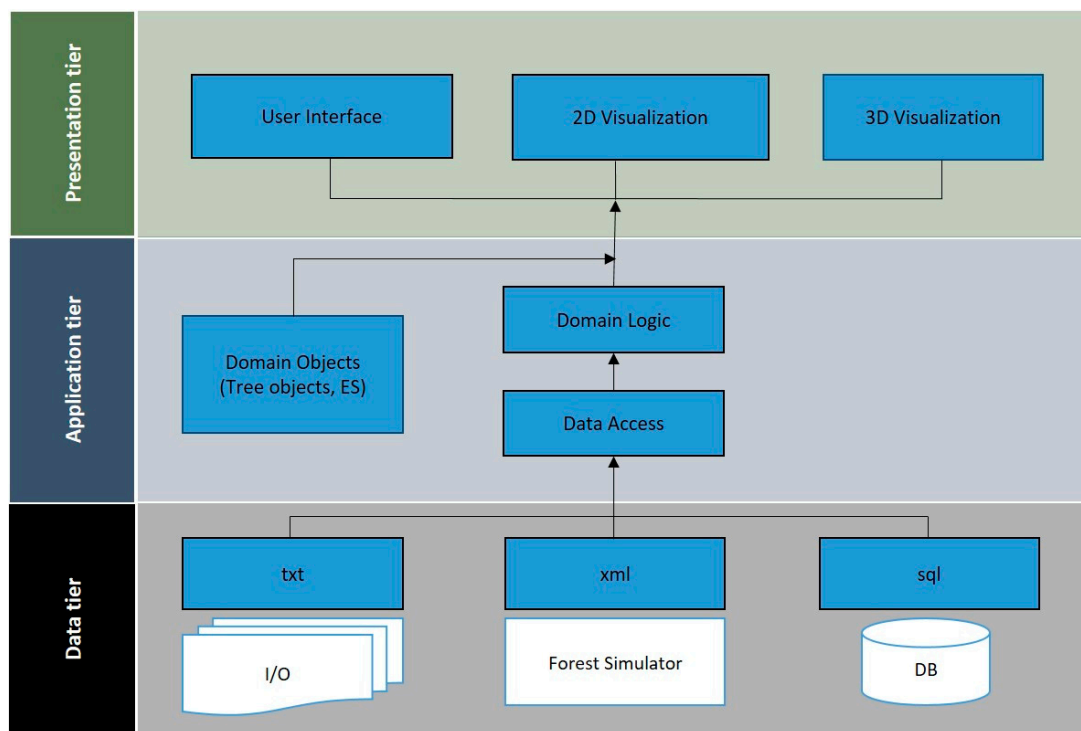 Presentation tier
User Interface
2D Visualization
3D Visualization
Application tier
Domain Logic
Domain Objects
(Tree objects, ES)
Data Access
Data tier
txt
xml
sql
I/O
Forest Simulator
DB